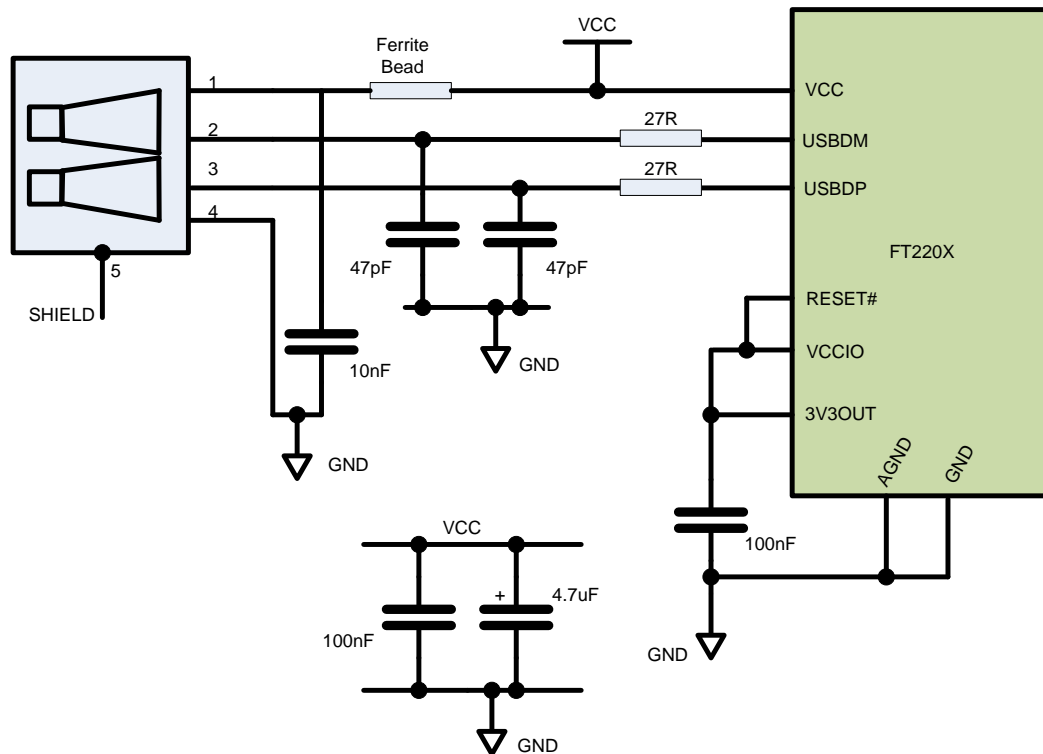 VCC
Ferrite
Bead
1
VCC
27R
2
USBDM
27R
3
USBDP
4
47pF
47pF
FT220X
5
SHIELD
RESET#
10nF
GND
VCCIO
3V3OUT
GND
AGND
GND
VCC
100nF
+
4.7uF
100nF
GND
GND